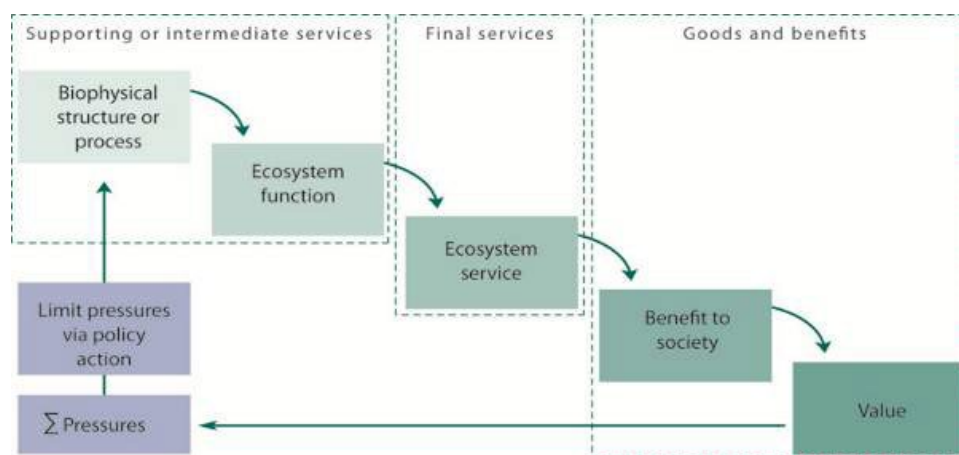 Supporting or intermediate services
Final services
Goods and benefits
Biophysical
structure or
process
Ecosystem
function
Ecosystem
service
Limit pressures
via policy
action
Benefit to
society
∑ Pressures
Value